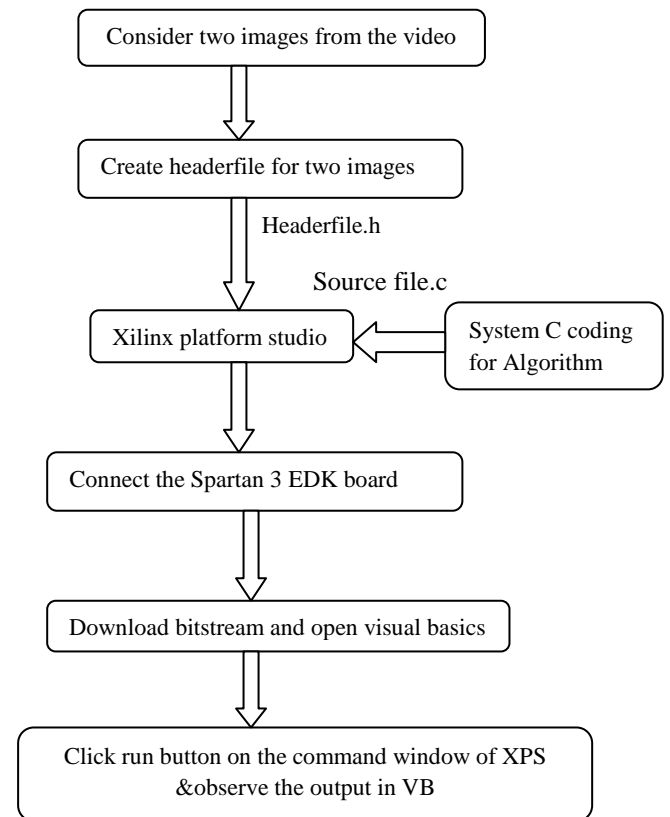 Consider two images from the video
Create headerfile for two images
Headerfile.h
Source file.c
Xilinx platform studio
System C coding
for Algorithm
Connect the Spartan 3 EDK board
Download bitstream and open visual basics
Click run button on the command window of XPS
&observe the output in VB